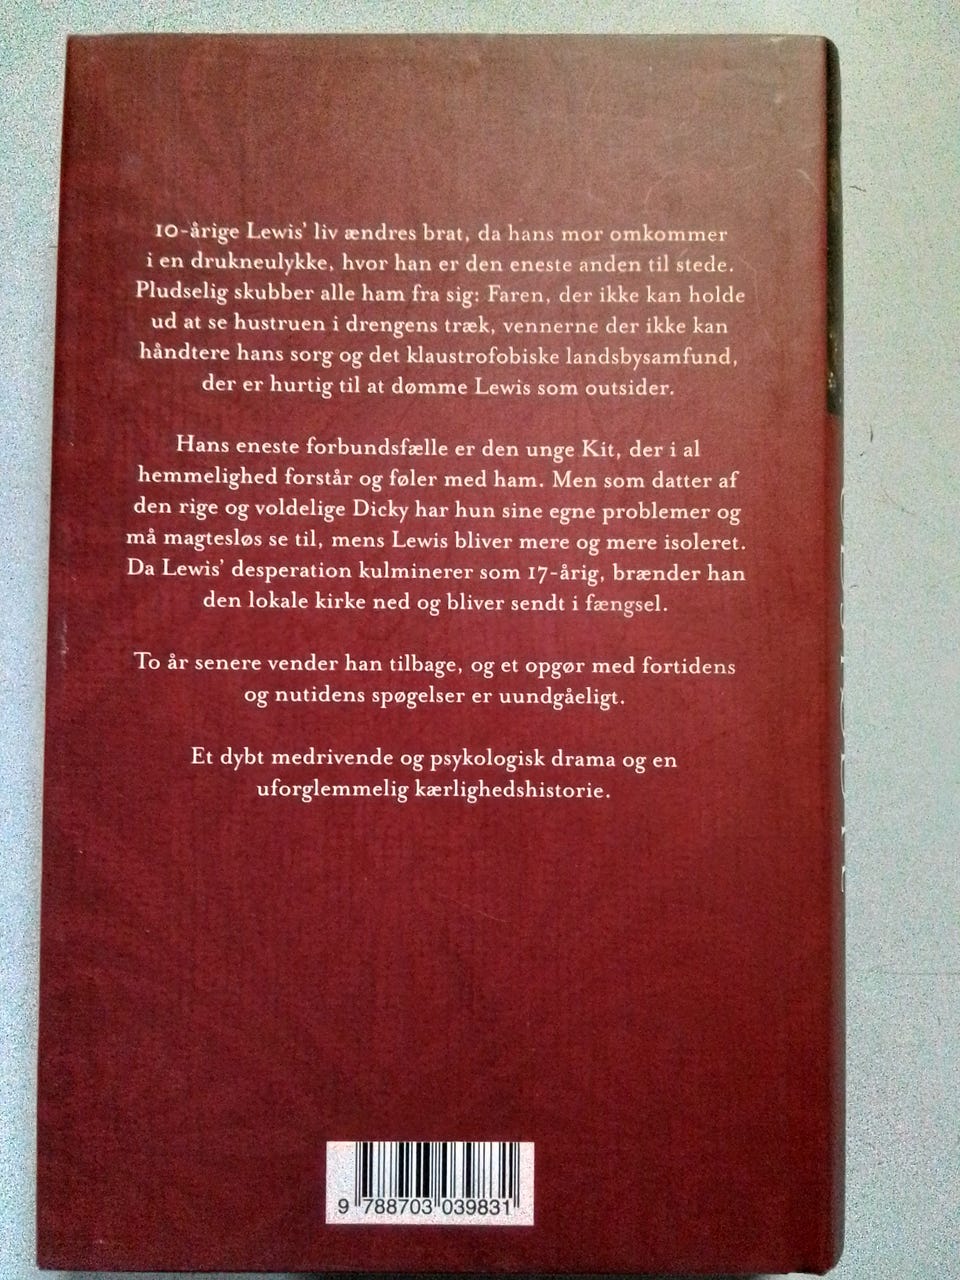 10-årige Lewis' liv ændres brat, da hans mor omkommer
i en drukneulykke, hvor han er den eneste anden til stede.
Pludselig skubber alle ham fra sig: Faren, der ikke kan holde
ud at se hustruen i drengens træk, vennerne der ikke kan
håndtere hans sorg og det klaustrofobiske landsbysamfund,
der er hurtig til at dømme Lewis som outsider.
Hans eneste forbundsfælle er den unge Kit, der i al
hemmelighed forstår og føler med ham. Men som datter af
den rige og voldelige Dicky har hun sine egne problemer og
må magtesløs se til, mens Lewis bliver mere og mere isoleret.
Da Lewis' desperation kulminerer som 17-årig, brænder han
den lokale kirke ned og bliver sendt i fængsel.
To år senere vender han tilbage, og et opgør med fortidens
og nutidens spøgelser er uundgåeligt.
Et dybt medrivende og psykologisk drama og en
uforglemmelig kærlighedshistorie.
9 788703 039831